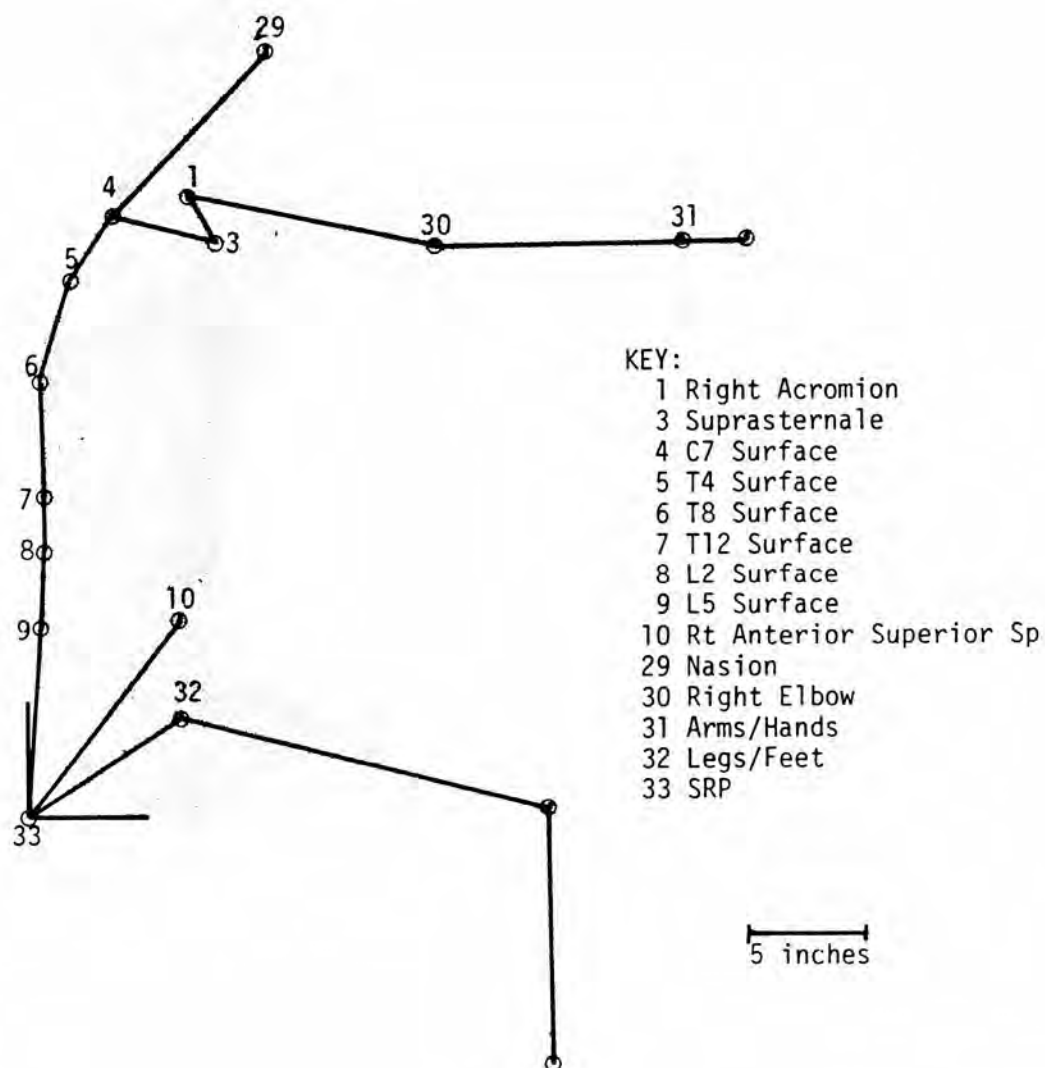 29
1
4
30
31
3
5
6
KEY:
1 Right Acromion
3 Suprasternale
4 C7 Surface
5 T4 Surface
6 T8 Surface
7 T12 Surface
8 L2 Surface
9 L5 Surface
10 Rt Anterior Superior Sp
29 Nasion
30 Right Elbow
31 Arms/Hands
32 Legs/Feet
33 SRP
7
8
10
9
32
33
5 inches